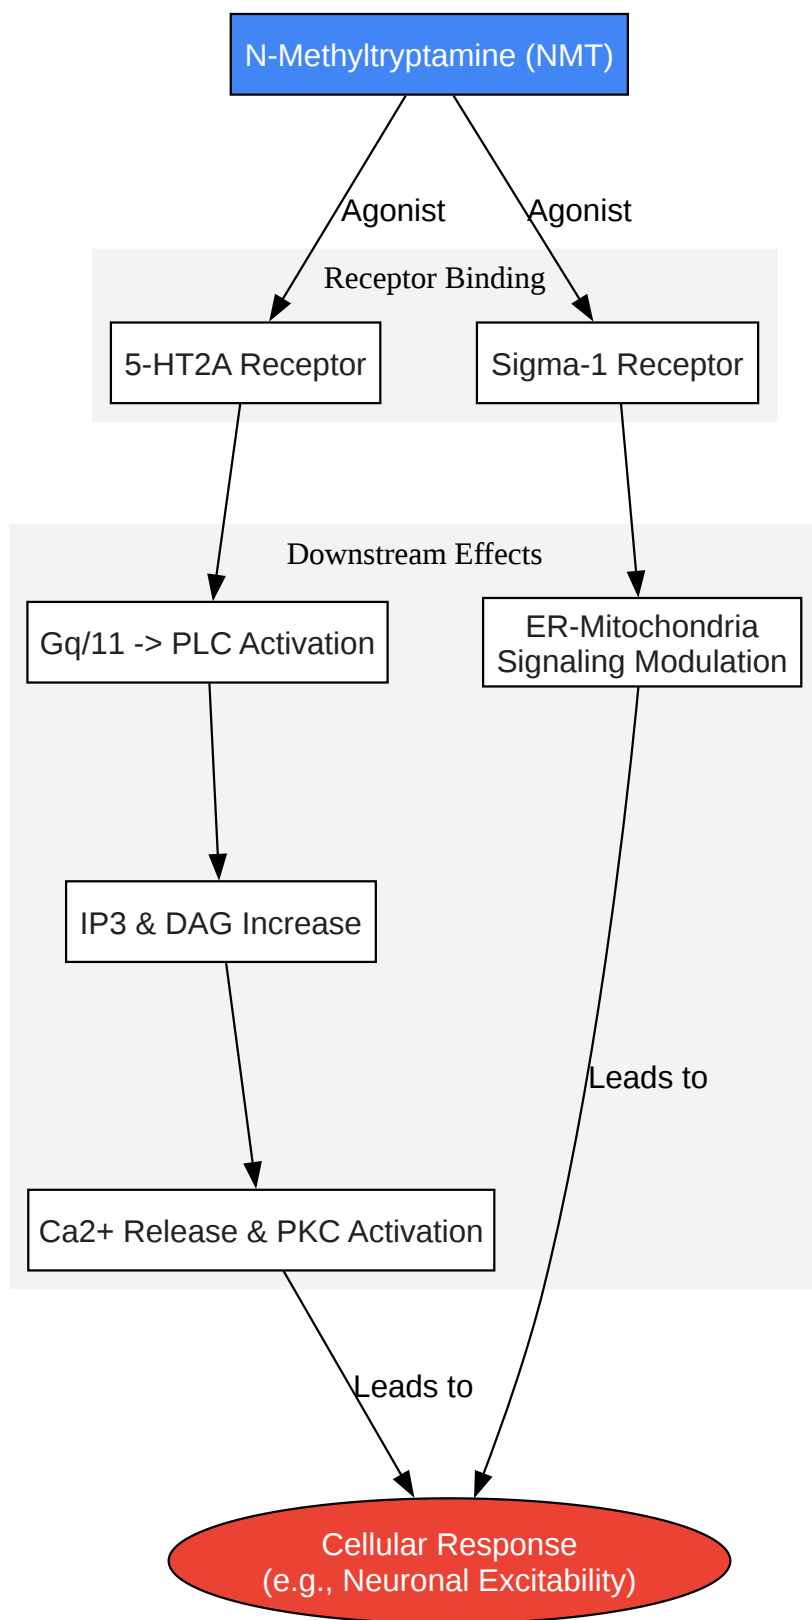 N-Methyltryptamine (NMT)
Agonist
Agonist
Receptor Binding
5-HT2A Receptor
Sigma-1 Receptor
Downstream Effects
Gq/11 -> PLC Activation
ER-Mitochondria
Signaling Modulation
IP3 & DAG Increase
Leads to
Ca2+ Release & PKC Activation
Leads to
Cellular Response
(e.g., Neuronal Excitability)